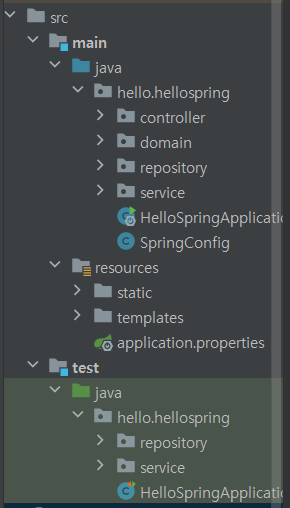 src
main
java
hello.hellospring
controller
domain
repository
service
HelloSpringApplicatio
SpringConfig
resources
static
templates
application.properties
test
java
hello.hellospring
repository
service
HelloSpringApplicatio